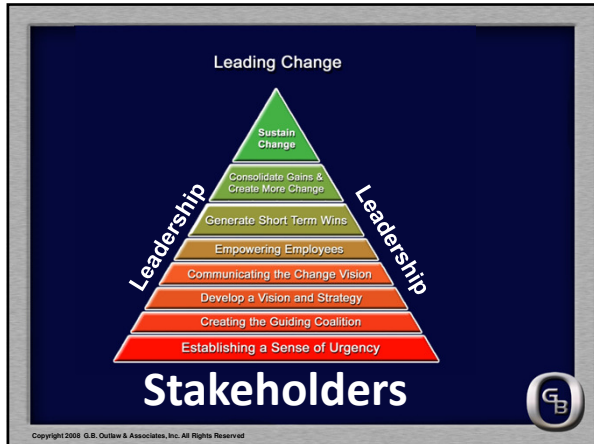 Leading Change
Sustain
Change
Consolidate Gains &
Create More Change
Leadership
Leadership
Generate Short Term Wins
Empowering Employees
Communicating the Change Vision
Develop a Vision and Strategy
Creating the Guiding Coalition
Establishing a Sense of Urgency
Stakeholders
GB
Copyright 2008 G.B. Outlaw & Associates, Inc. All Rights Reserved